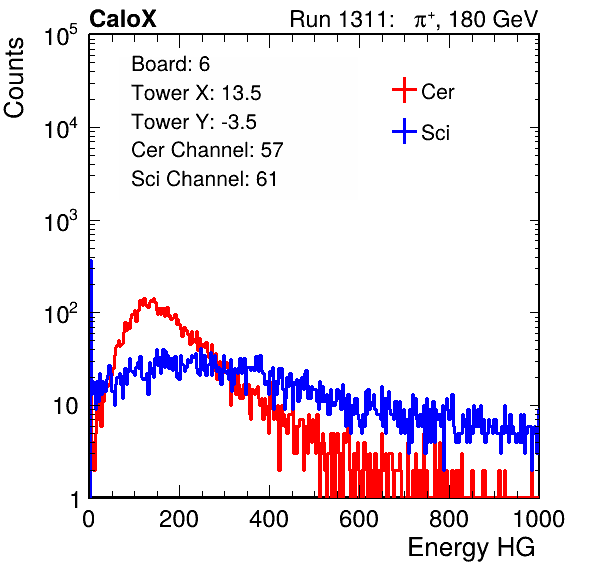 CaloX Run 1311: π⁺, 180 GeV
Board: 6
Tower X: 13.5
Tower Y: -3.5
Cer Channel: 57
Sci Channel: 61
Cer
Sci
Counts
10⁵
10⁴
10³
10²
10
1
0 200 400 600 800 1000
Energy HG